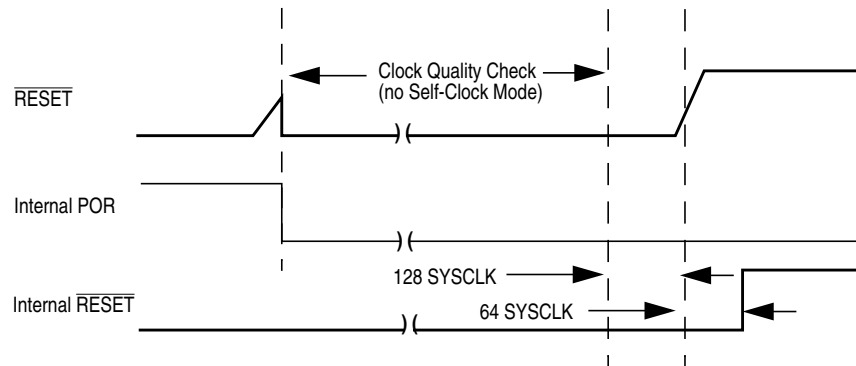 RESET
Clock Quality Check
(no Self-Clock Mode)
Internal POR
128 SYSCLK
Internal RESET
64 SYSCLK